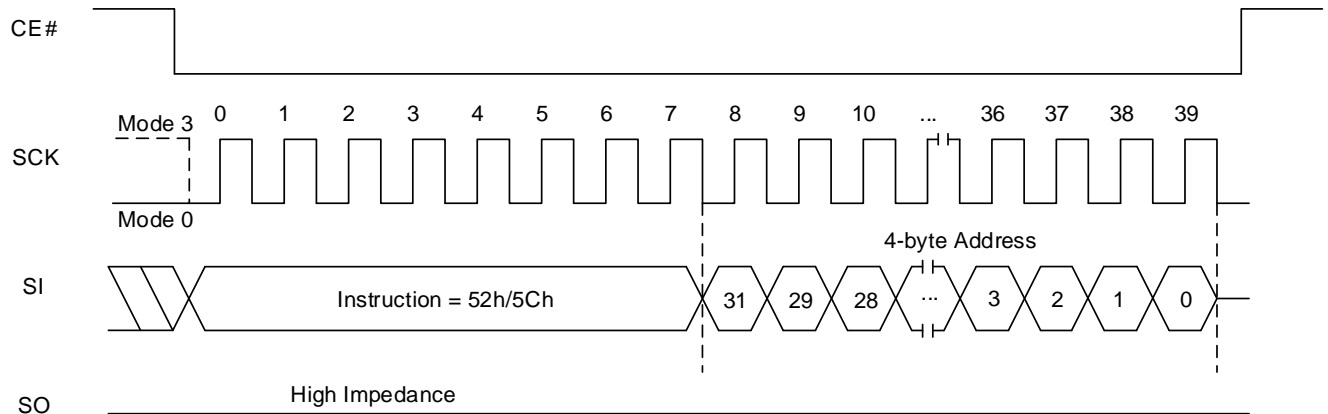 CE#
0 1 2 3 4 5 6 7 8 9 10 ... 36 37 38 39
Mode 3
SCK
Mode 0
4-byte Address
SI
Instruction = 52h/5Ch 31 29 28 ... 3 2 1 0
High Impedance
SO